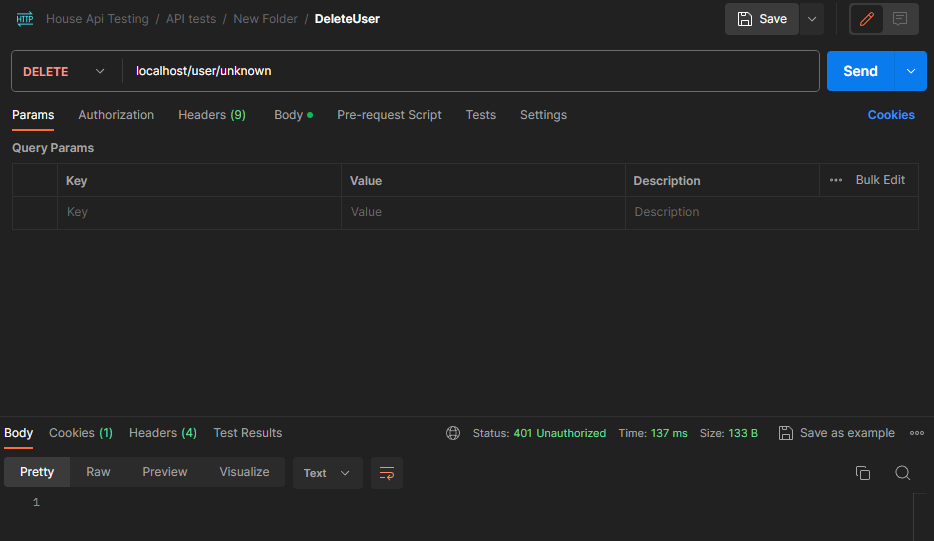 HTTP House Api Testing / API tests / New Folder / DeleteUser Save
DELETE localhost/user/unknown Send
Params Authorization Headers (9) Body Pre-request Script Tests Settings Cookies
Query Params
Key Value Description ••• Bulk Edit
Key Value Description
Body Cookies (1) Headers (4) Test Results Status: 401 Unauthorized Time: 137 ms Size: 133 B Save as example
Pretty Raw Preview Visualize Text
1